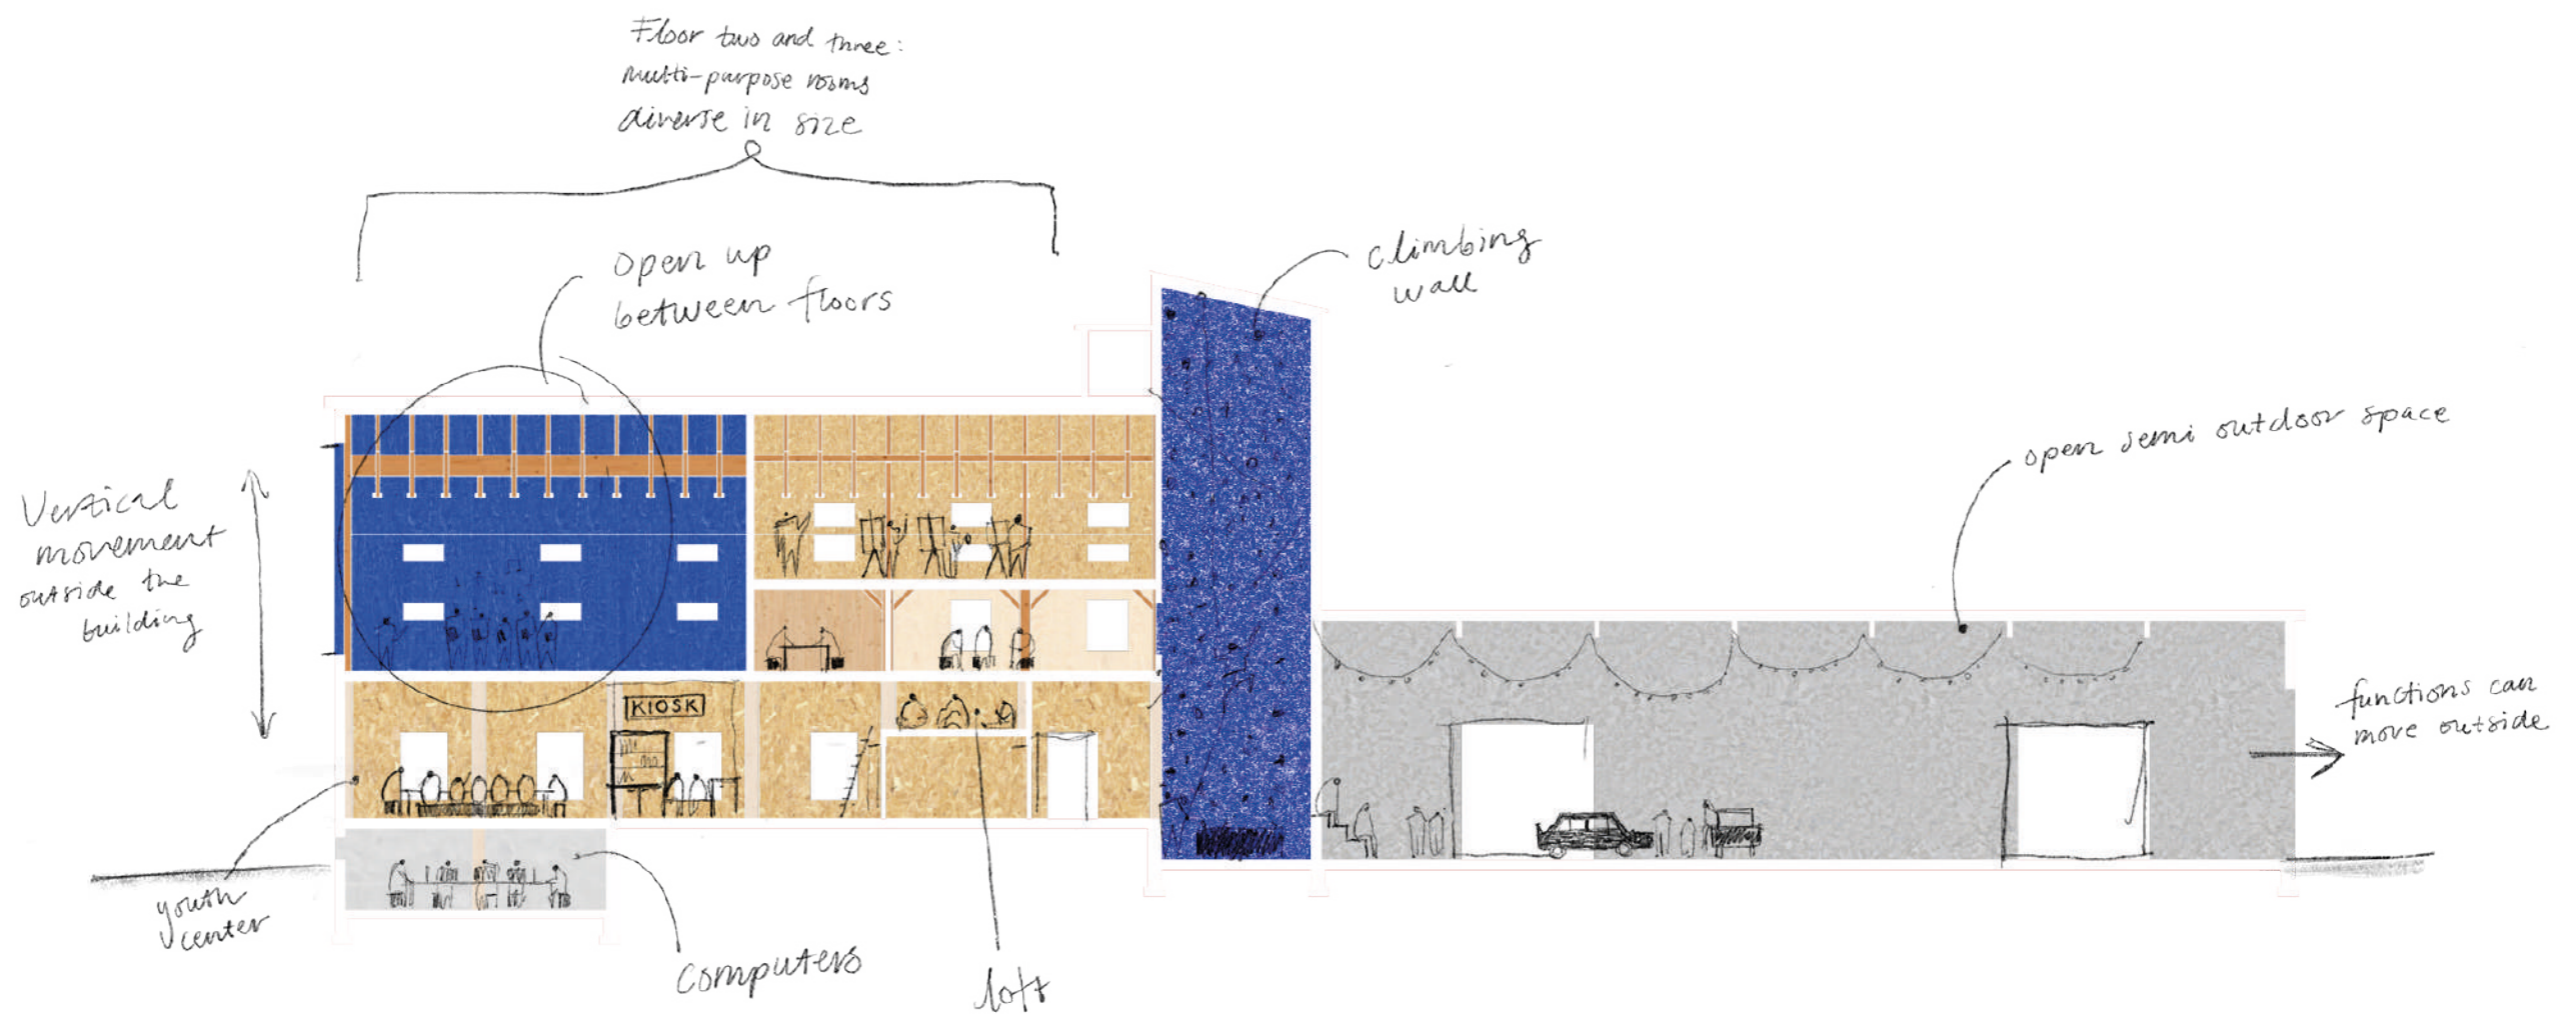 Floor two and three:
multi-purpose rooms
diverse in size
open up
between floors
climbing
wall
open semi outdoor space
Vertical
movement
outside the
building
KIOSK
functions can
move outside
youth
center
computers
loft